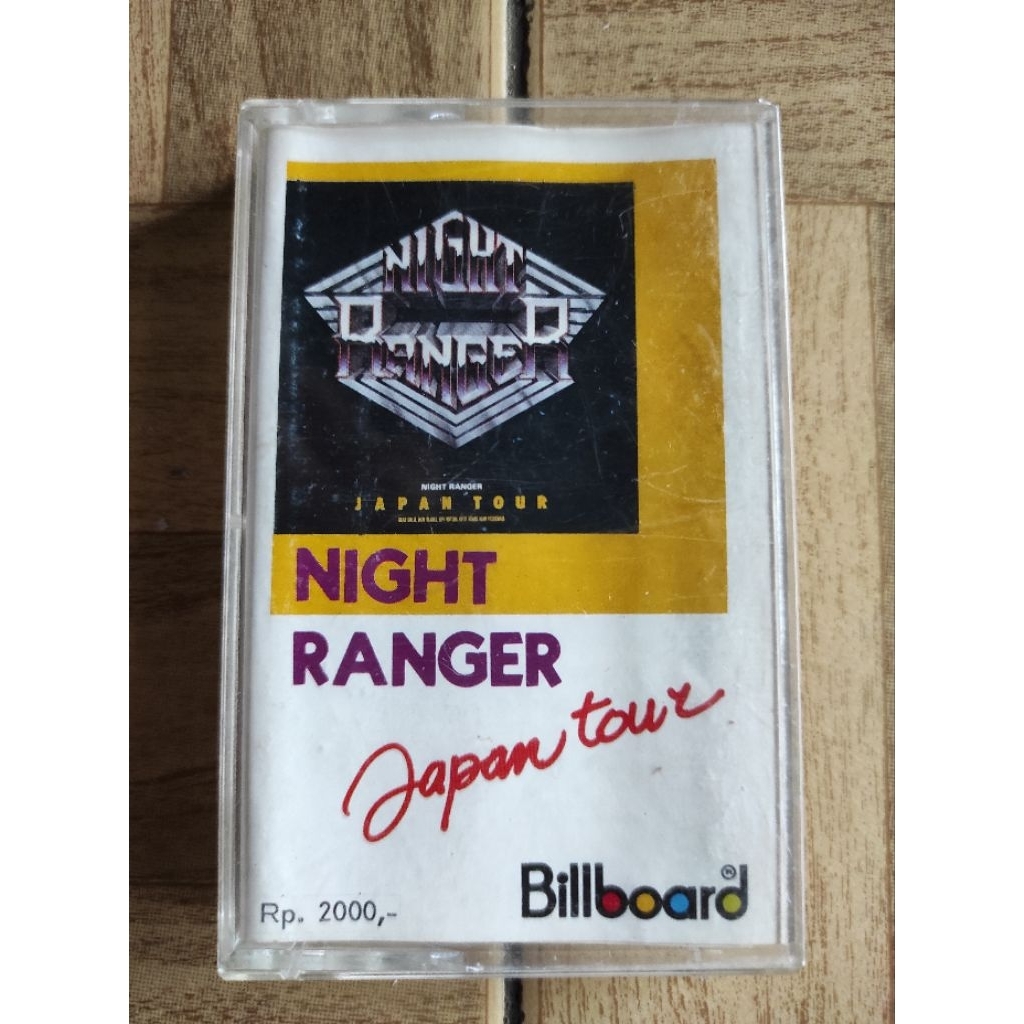 NIGHT
RANGER
NIGHT RANGER
JAPAN TOUR
NIGHT
RANGER
Japan tour
Billboard®
Rp. 2000,-